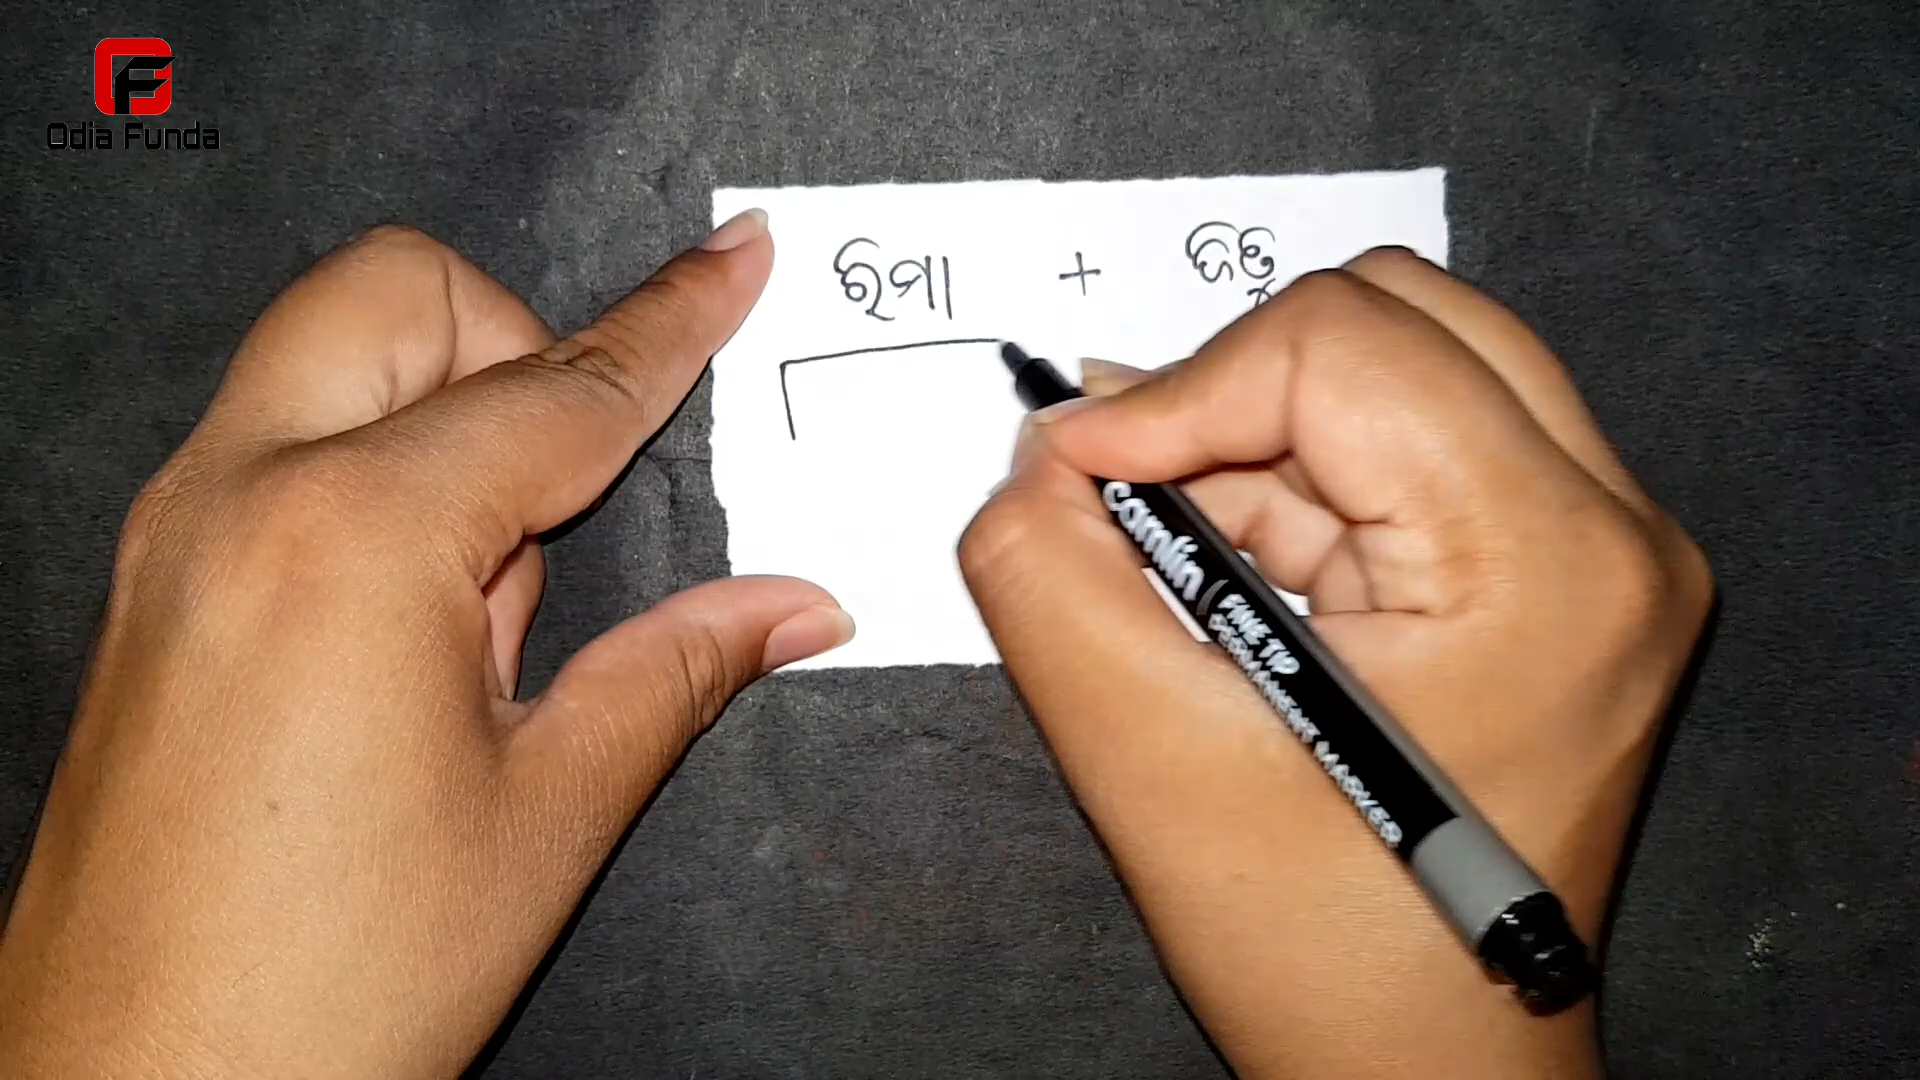 Odia Funda
ରିମା + ଜିତୁ
camlin
FINE TIP
PERMANENT MARKER